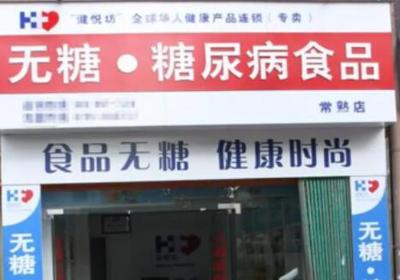 HD "健悦坊"全球华人健康产品连锁(专卖)
无糖·糖尿病食品
常熟店
食品无糖 健康时尚
无糖
无糖